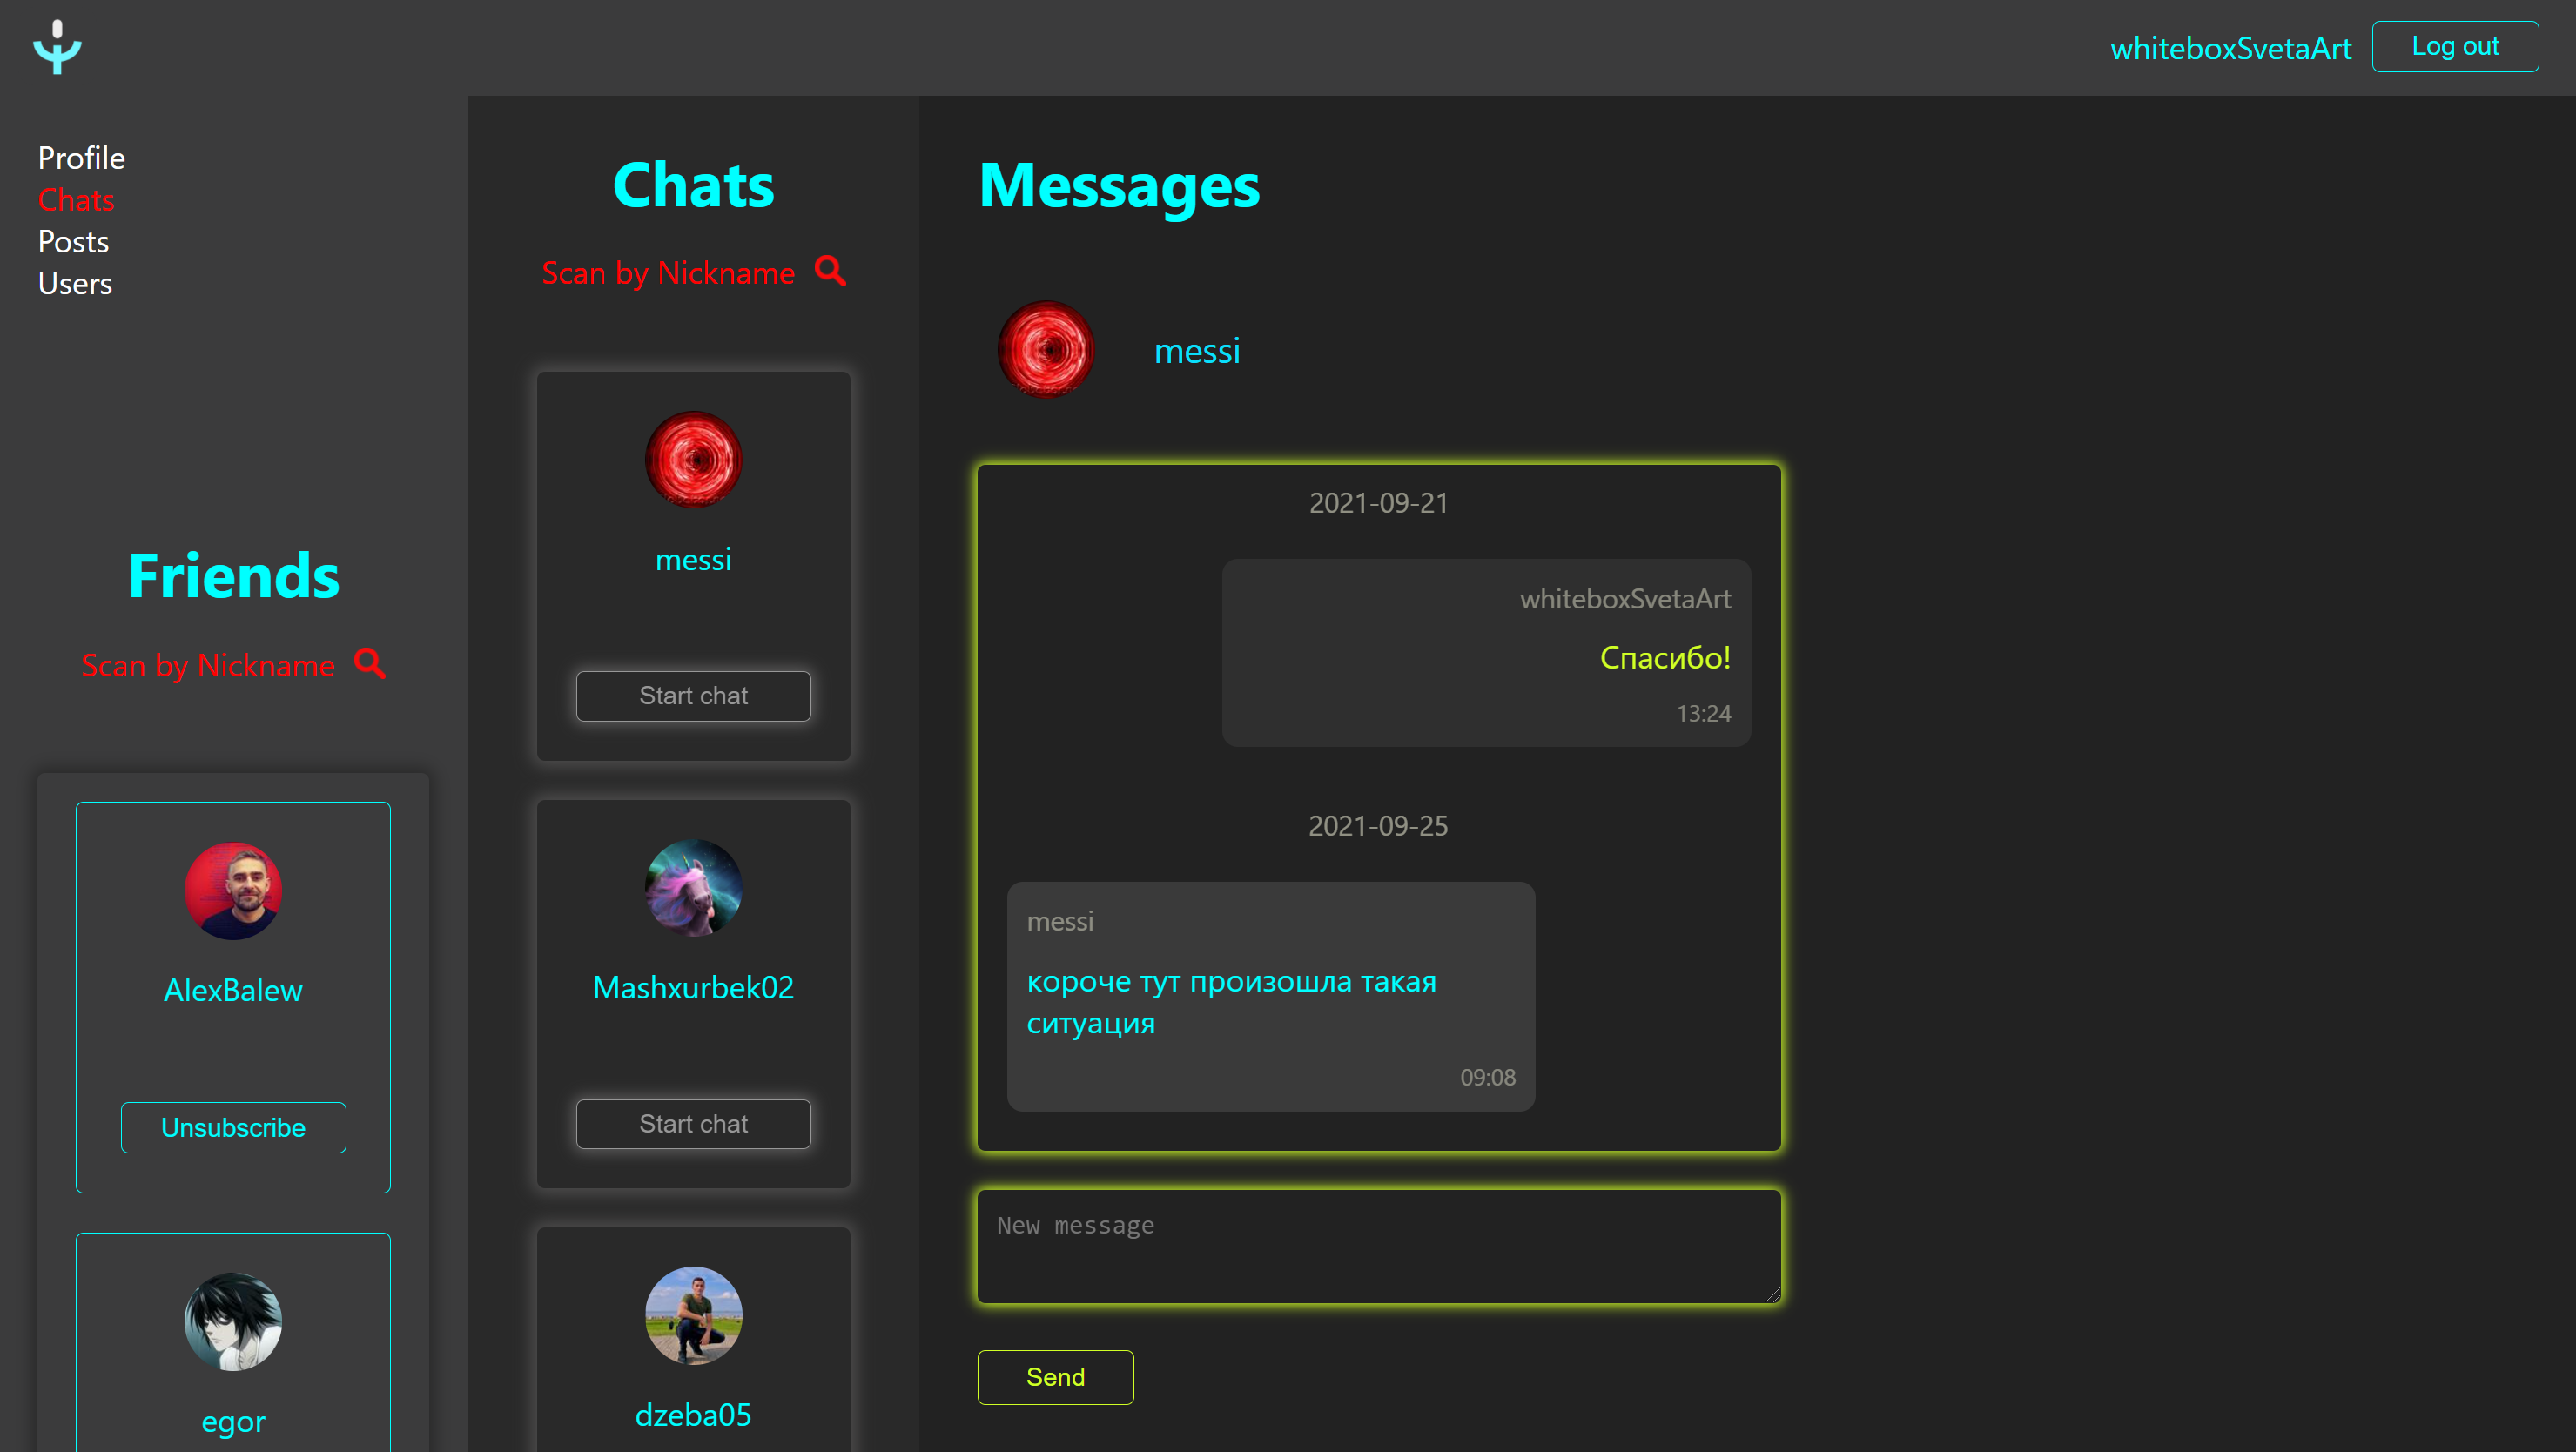 whiteboxSvetaArt
Log out
Profile
Chats
Posts
Users
Friends
Scan by Nickname
AlexBalew
Unsubscribe
egor
Chats
Scan by Nickname
messi
Start chat
Mashxurbek02
Start chat
dzeba05
Messages
messi
2021-09-21
whiteboxSvetaArt
Спасибо!
13:24
2021-09-25
messi
короче тут произошла такая
ситуация
09:08
New message
Send